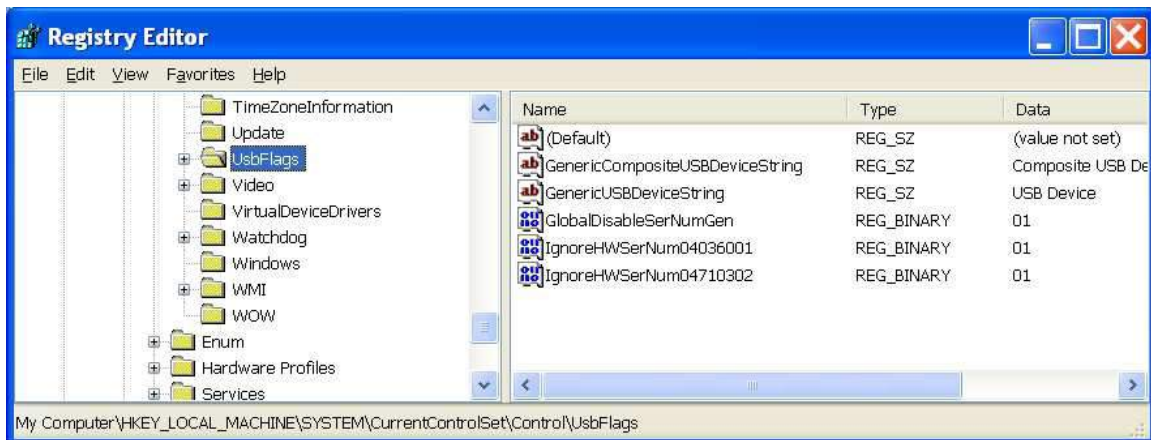 Registry Editor
File Edit View Favorites Help
TimeZoneInformation
Update
UsbFlags
Video
VirtualDeviceDrivers
Watchdog
Windows
WMI
WOW
Enum
Hardware Profiles
Services
Name Type Data
(Default) REG_SZ (value not set)
GenericCompositeUSBDeviceString REG_SZ Composite USB De
GenericUSBDeviceString REG_SZ USB Device
GlobalDisableSerNumGen REG_BINARY 01
IgnoreHWSerNum04036001 REG_BINARY 01
IgnoreHWSerNum04710302 REG_BINARY 01
My Computer\HKEY_LOCAL_MACHINE\SYSTEM\CurrentControlSet\Control\UsbFlags